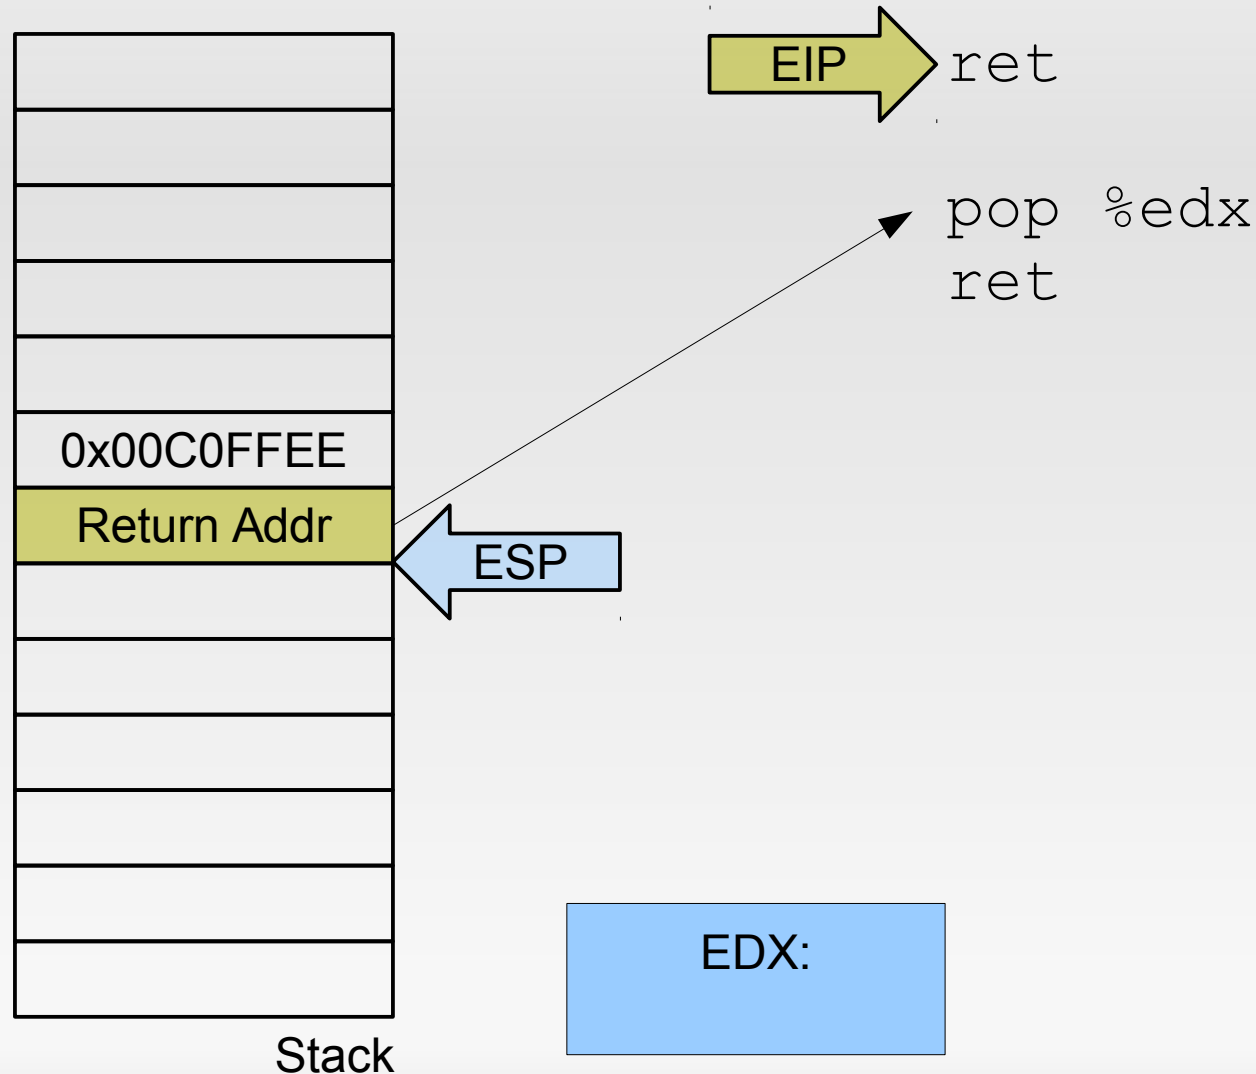 EIP
ret
pop %edx
ret
0x00C0FFEE
Return Addr
ESP
EDX:
Stack